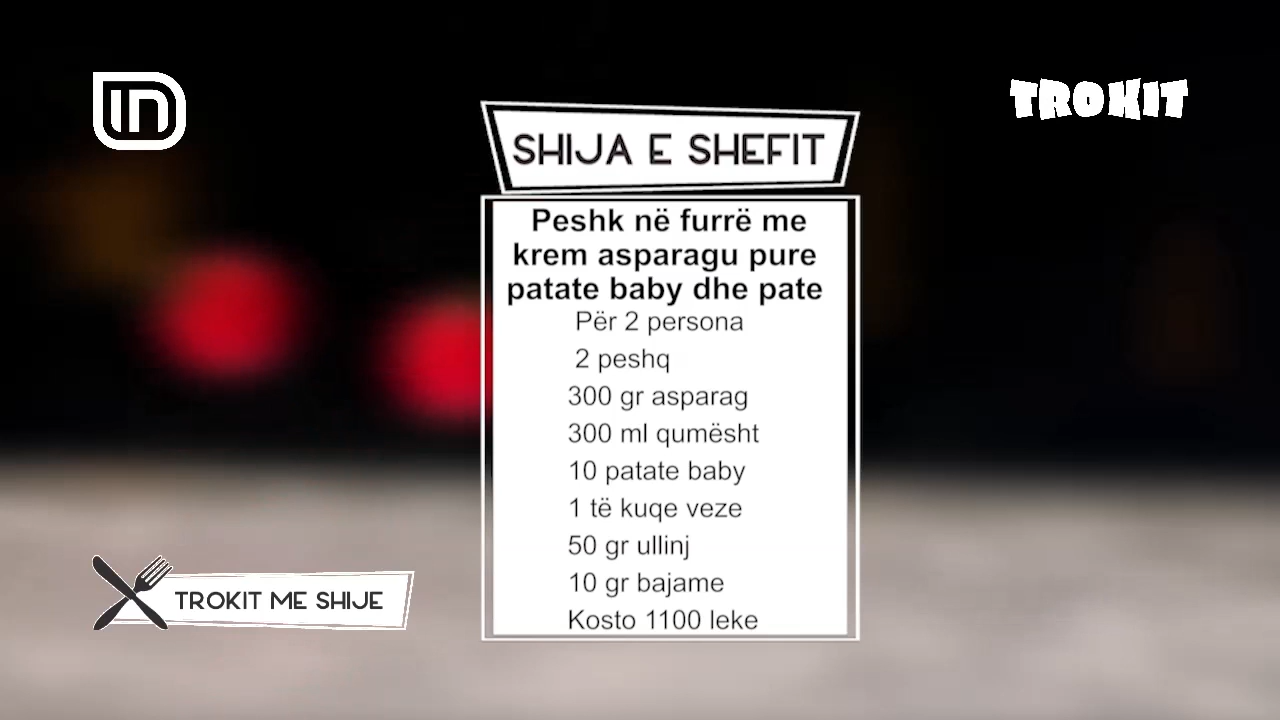 IN
TROKIT
SHIJA E SHEFIT
Peshk në furrë me
krem asparagu pure
patate baby dhe pate
Për 2 persona
2 peshq
300 gr asparag
300 ml qumësht
10 patate baby
1 të kuqe veze
50 gr ullinj
10 gr bajame
Kosto 1100 leke
TROKIT ME SHIJE